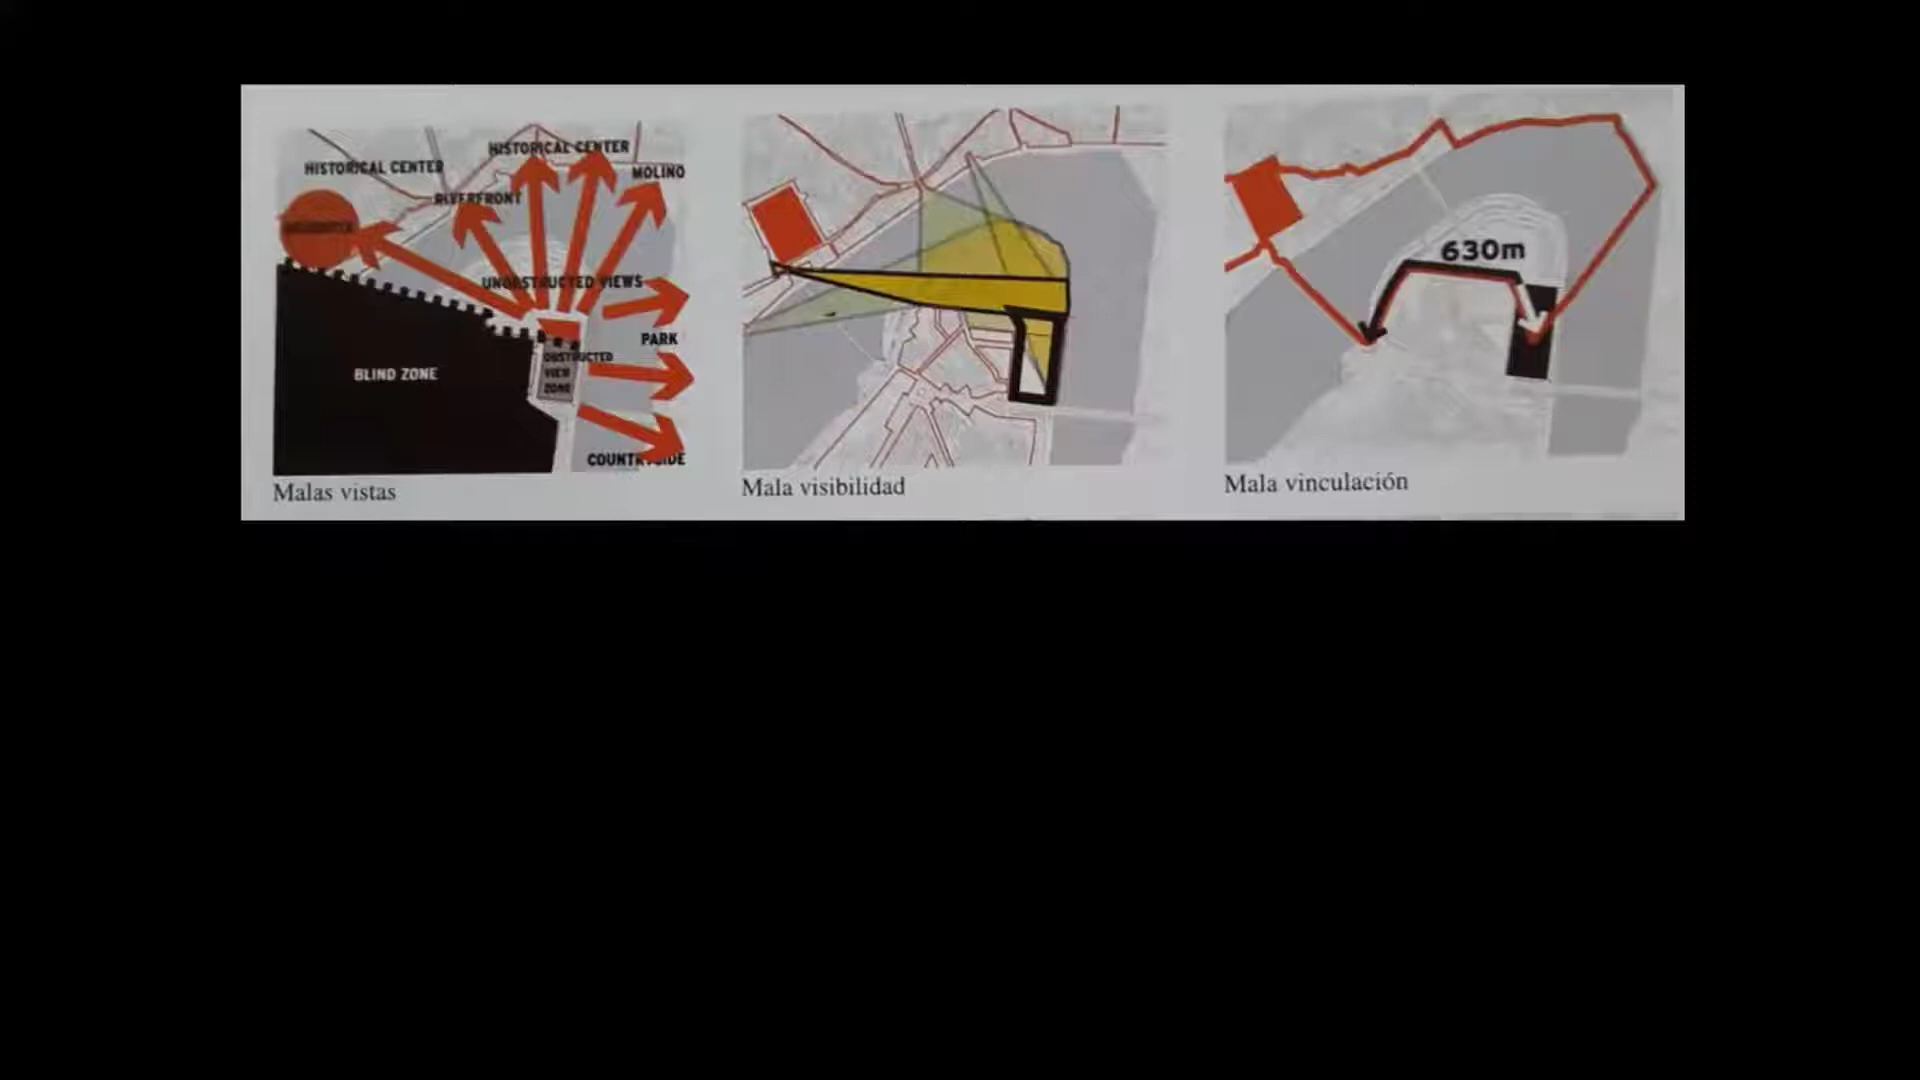 HISTORICAL CENTER
HISTORICAL CENTER
MOLINO
RIVERFRONT
UNOBSTRUCTED VIEWS
PARK
OBSTRUCTED
VIEW
ZONE
BLIND ZONE
COUNTRYSIDE
Malas vistas
Mala visibilidad
630m
Mala vinculación